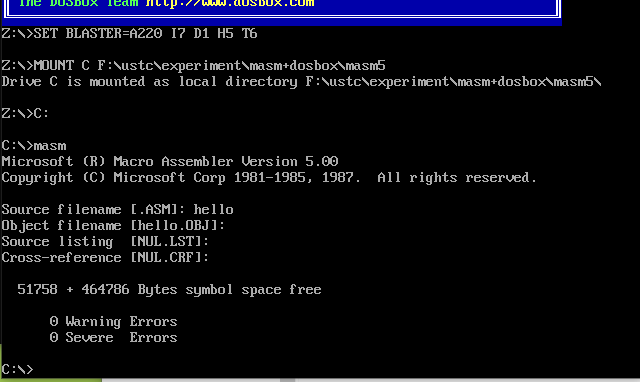 The DOSBox Team http://www.dosbox.com
Z:\>SET BLASTER=A220 I7 D1 H5 T6
Z:\>MOUNT C F:\ustc\experiment\masm+dosbox\masm5
Drive C is mounted as local directory F:\ustc\experiment\masm+dosbox\masm5\
Z:\>C:
C:\>masm
Microsoft (R) Macro Assembler Version 5.00
Copyright (C) Microsoft Corp 1981-1985, 1987.  All rights reserved.
Source filename [.ASM]: hello
Object filename [hello.OBJ]:
Source listing  [NUL.LST]:
Cross-reference [NUL.CRF]:
51758 + 464786 Bytes symbol space free
0 Warning Errors
0 Severe  Errors
C:\>